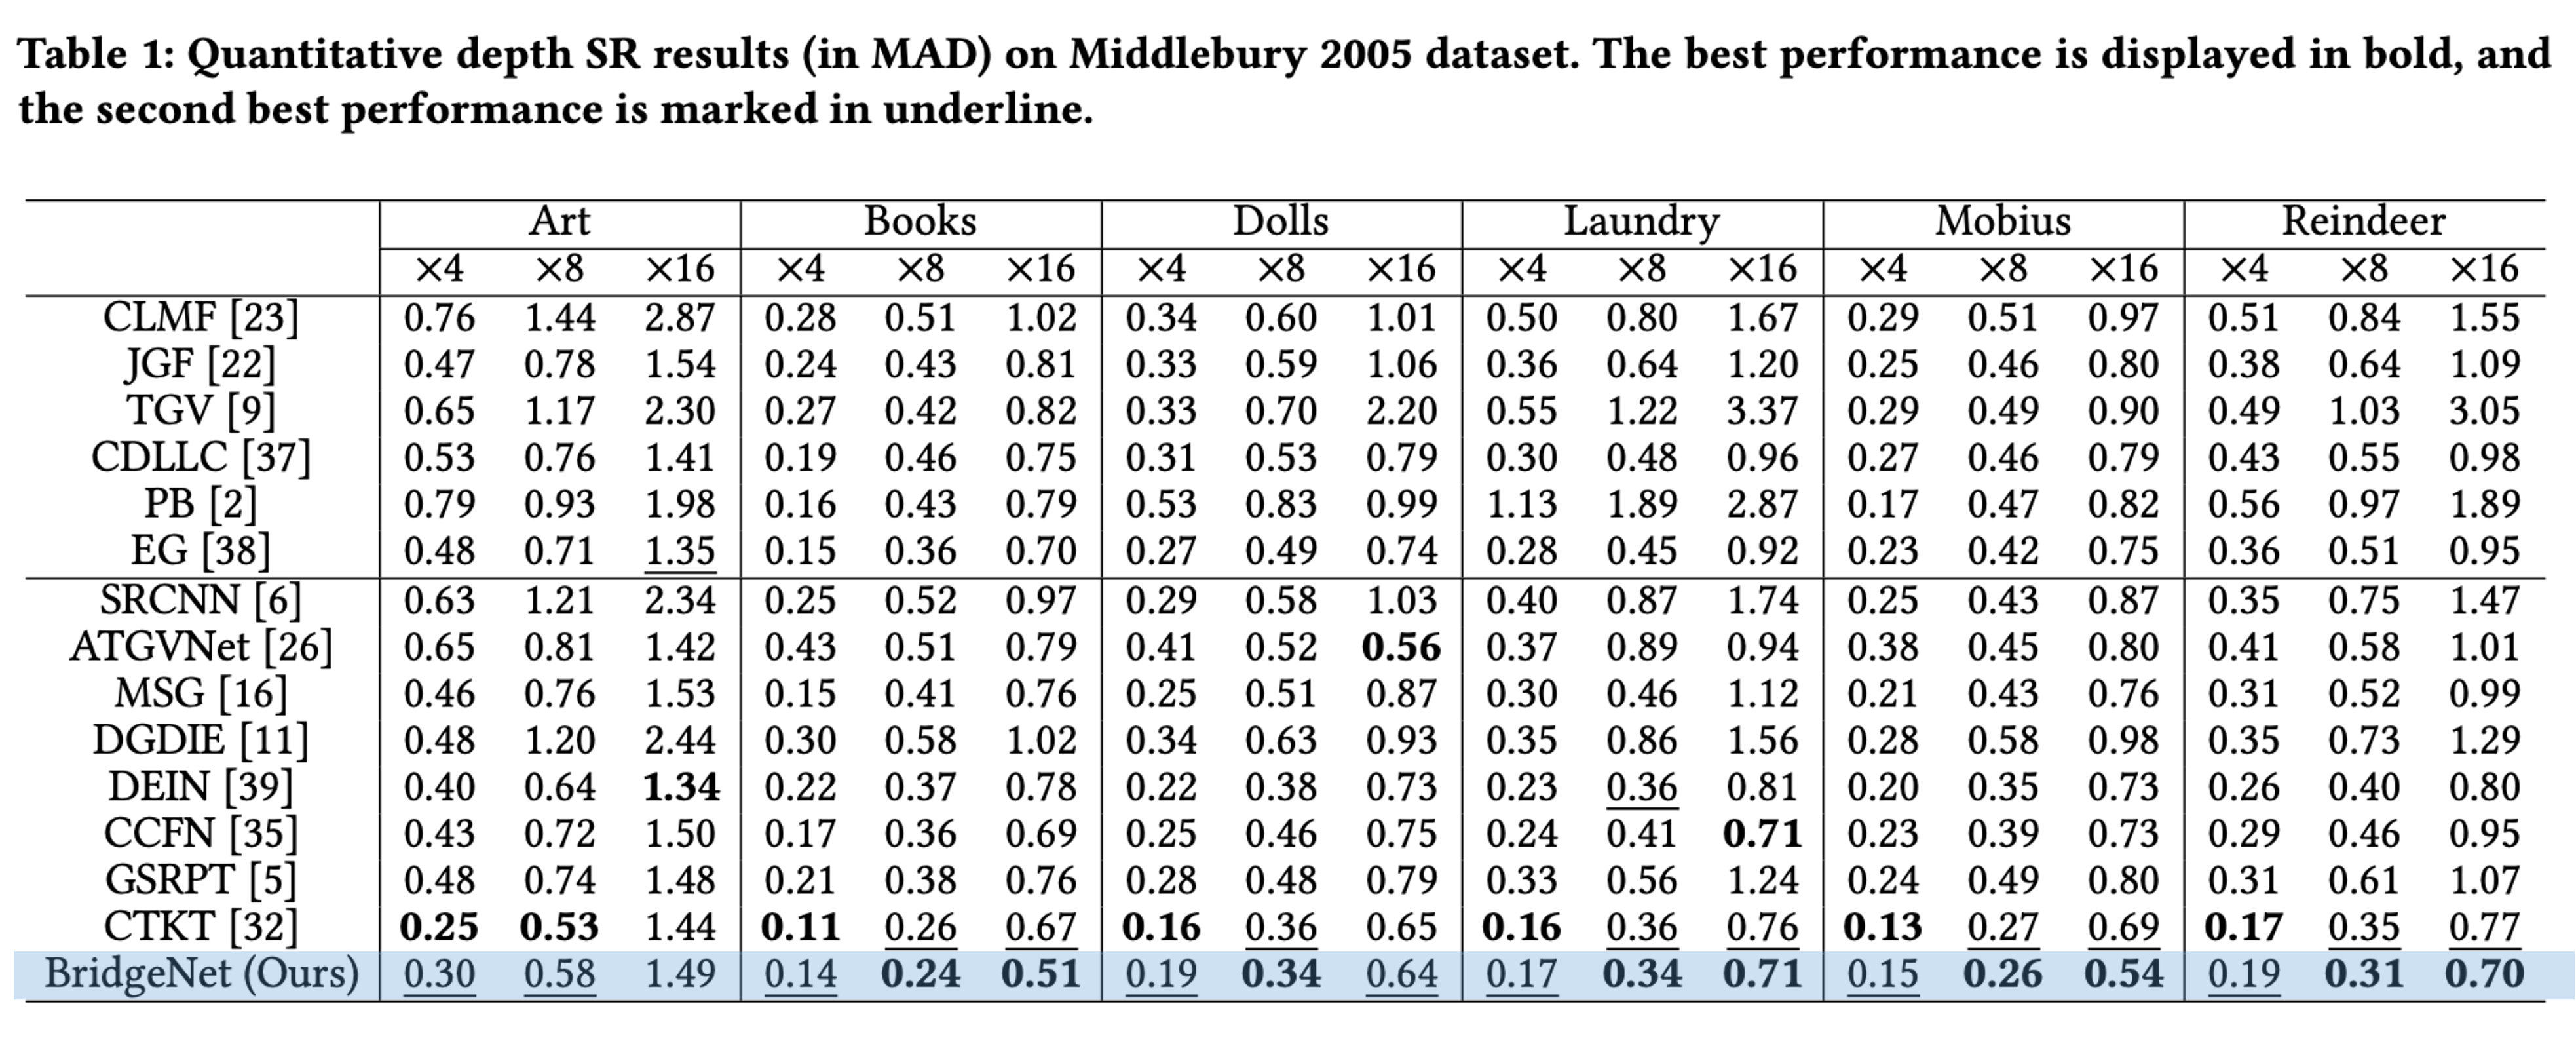 Table 1: Quantitative depth SR results (in MAD) on Middlebury 2005 dataset. The best performance is displayed in bold, and
the second best performance is marked in underline.
Art Books Dolls Laundry Mobius Reindeer
×4 ×8 ×16 ×4 ×8 ×16 ×4 ×8 ×16 ×4 ×8 ×16 ×4 ×8 ×16 ×4 ×8 ×16
CLMF [23] 0.76 1.44 2.87 0.28 0.51 1.02 0.34 0.60 1.01 0.50 0.80 1.67 0.29 0.51 0.97 0.51 0.84 1.55
JGF [22] 0.47 0.78 1.54 0.24 0.43 0.81 0.33 0.59 1.06 0.36 0.64 1.20 0.25 0.46 0.80 0.38 0.64 1.09
TGV [9] 0.65 1.17 2.30 0.27 0.42 0.82 0.33 0.70 2.20 0.55 1.22 3.37 0.29 0.49 0.90 0.49 1.03 3.05
CDLLC [37] 0.53 0.76 1.41 0.19 0.46 0.75 0.31 0.53 0.79 0.30 0.48 0.96 0.27 0.46 0.79 0.43 0.55 0.98
PB [2] 0.79 0.93 1.98 0.16 0.43 0.79 0.53 0.83 0.99 1.13 1.89 2.87 0.17 0.47 0.82 0.56 0.97 1.89
EG [38] 0.48 0.71 1.35 0.15 0.36 0.70 0.27 0.49 0.74 0.28 0.45 0.92 0.23 0.42 0.75 0.36 0.51 0.95
SRCNN [6] 0.63 1.21 2.34 0.25 0.52 0.97 0.29 0.58 1.03 0.40 0.87 1.74 0.25 0.43 0.87 0.35 0.75 1.47
ATGVNet [26] 0.65 0.81 1.42 0.43 0.51 0.79 0.41 0.52 0.56 0.37 0.89 0.94 0.38 0.45 0.80 0.41 0.58 1.01
MSG [16] 0.46 0.76 1.53 0.15 0.41 0.76 0.25 0.51 0.87 0.30 0.46 1.12 0.21 0.43 0.76 0.31 0.52 0.99
DGDIE [11] 0.48 1.20 2.44 0.30 0.58 1.02 0.34 0.63 0.93 0.35 0.86 1.56 0.28 0.58 0.98 0.35 0.73 1.29
DEIN [39] 0.40 0.64 1.34 0.22 0.37 0.78 0.22 0.38 0.73 0.23 0.36 0.81 0.20 0.35 0.73 0.26 0.40 0.80
CCFN [35] 0.43 0.72 1.50 0.17 0.36 0.69 0.25 0.46 0.75 0.24 0.41 0.71 0.23 0.39 0.73 0.29 0.46 0.95
GSRPT [5] 0.48 0.74 1.48 0.21 0.38 0.76 0.28 0.48 0.79 0.33 0.56 1.24 0.24 0.49 0.80 0.31 0.61 1.07
CTKT [32] 0.25 0.53 1.44 0.11 0.26 0.67 0.16 0.36 0.65 0.16 0.36 0.76 0.13 0.27 0.69 0.17 0.35 0.77
BridgeNet (Ours) 0.30 0.58 1.49 0.14 0.24 0.51 0.19 0.34 0.64 0.17 0.34 0.71 0.15 0.26 0.54 0.19 0.31 0.70